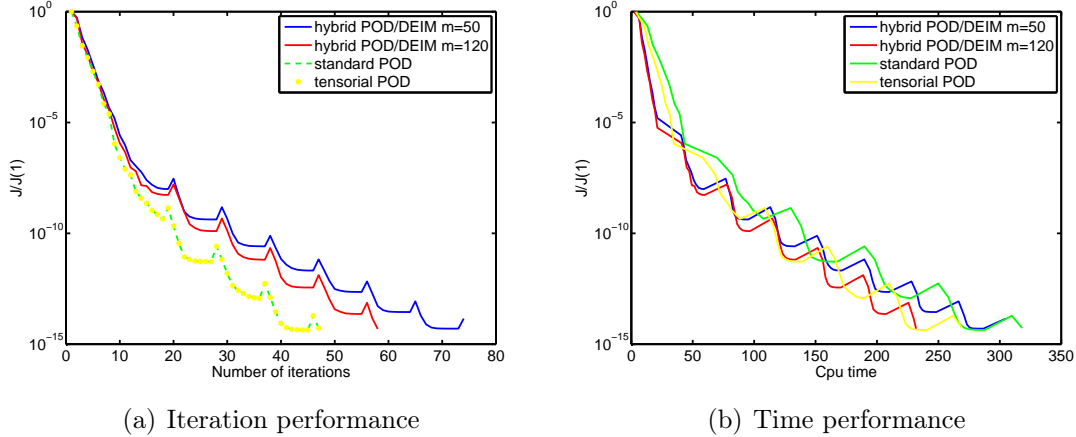 10^0
10^-5
10^-10
10^-15
J/J(1)
0 10 20 30 40 50 60 70 80
Number of iterations
hybrid POD/DEIM m=50
hybrid POD/DEIM m=120
standard POD
tensorial POD
(a) Iteration performance
10^0
10^-5
10^-10
10^-15
J/J(1)
0 50 100 150 200 250 300 350
Cpu time
hybrid POD/DEIM m=50
hybrid POD/DEIM m=120
standard POD
tensorial POD
(b) Time performance